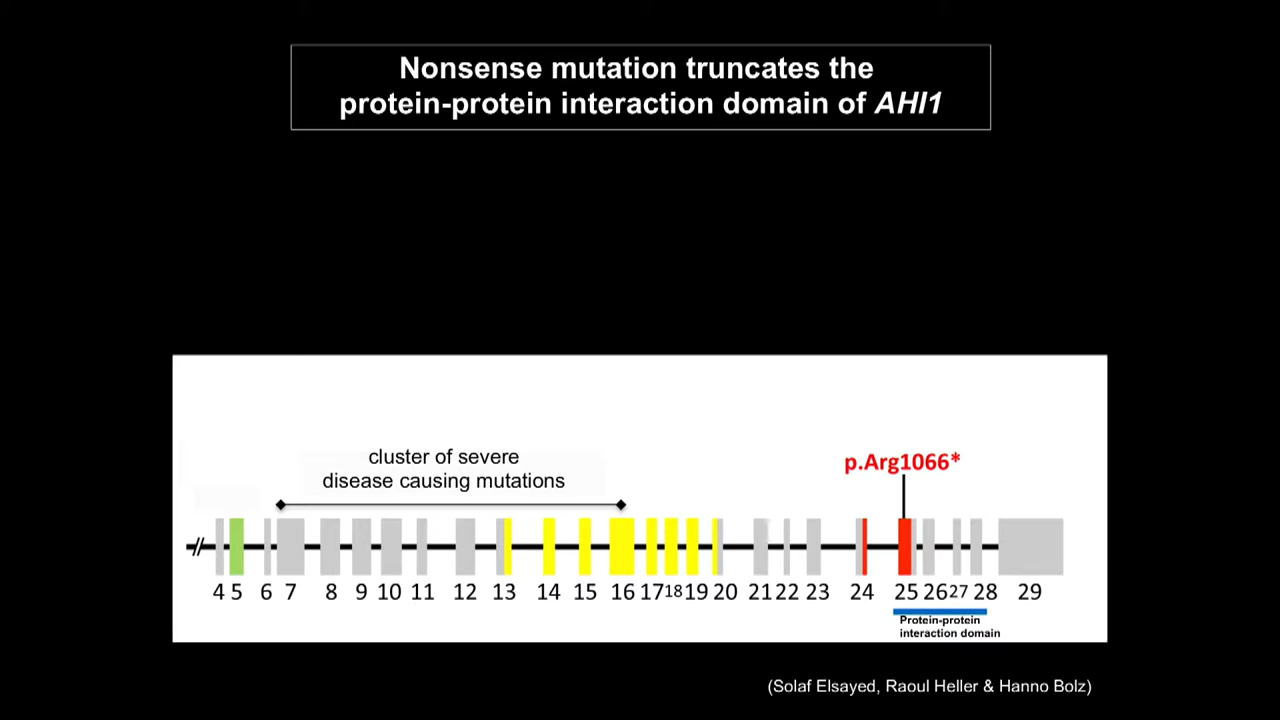 Nonsense mutation truncates the
protein-protein interaction domain of AHI1
cluster of severe
disease causing mutations
p.Arg1066*
//
4 5 6 7 8 9 10 11 12 13 14 15 16 17 18 19 20 21 22 23 24 25 26 27 28 29
Protein-protein
interaction domain
(Solaf Elsayed, Raoul Heller & Hanno Bolz)